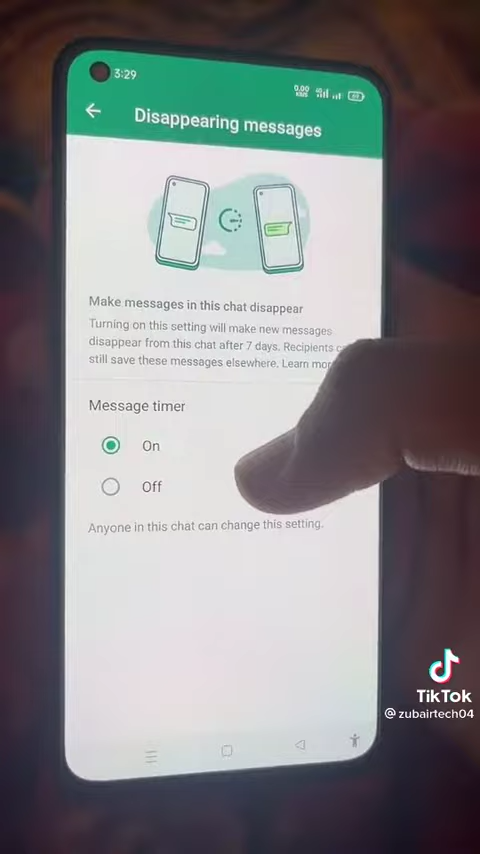 3:29
0.00
Disappearing messages
Make messages in this chat disappear
Turning on this setting will make new messages
disappear from this chat after 7 days. Recipients
still save these messages elsewhere. Learn
Message timer
On
Off
Anyone in this chat can change this setting.
TikTok
@zubairtech04